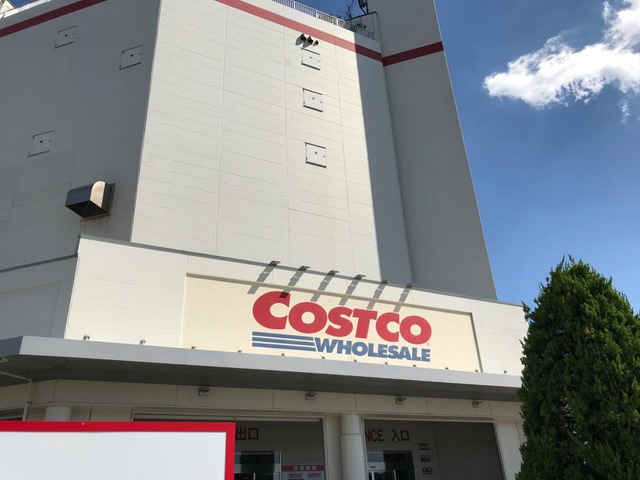 COSTCO
WHOLESALE
出口
NCE 入口